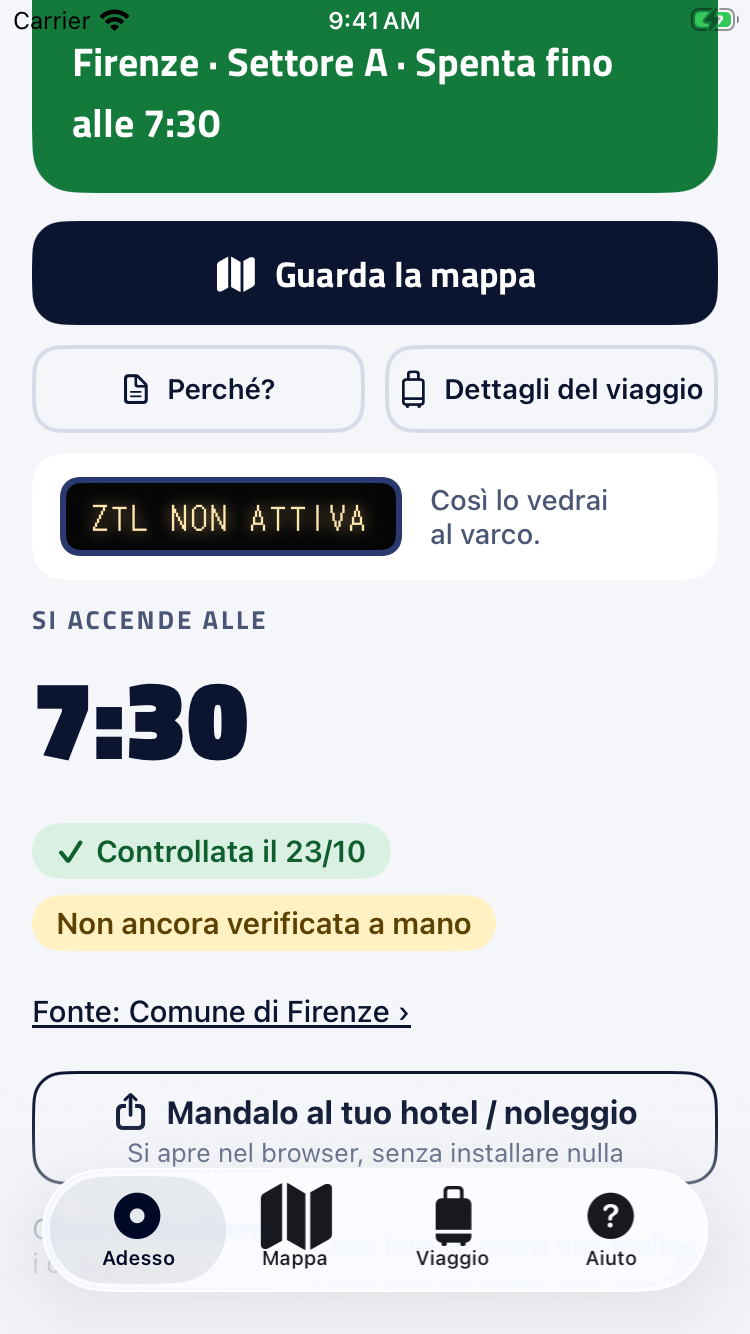 Carrier 9:41 AM
Firenze · Settore A · Spenta fino
alle 7:30
Guarda la mappa
Perché? Dettagli del viaggio
ZTL NON ATTIVA
Così lo vedrai
al varco.
SI ACCENDE ALLE
7:30
Controllata il 23/10
Non ancora verificata a mano
Fonte: Comune di Firenze ›
Mandalo al tuo hotel / noleggio
Si apre nel browser, senza installare nulla
Adesso Mappa Viaggio Aiuto